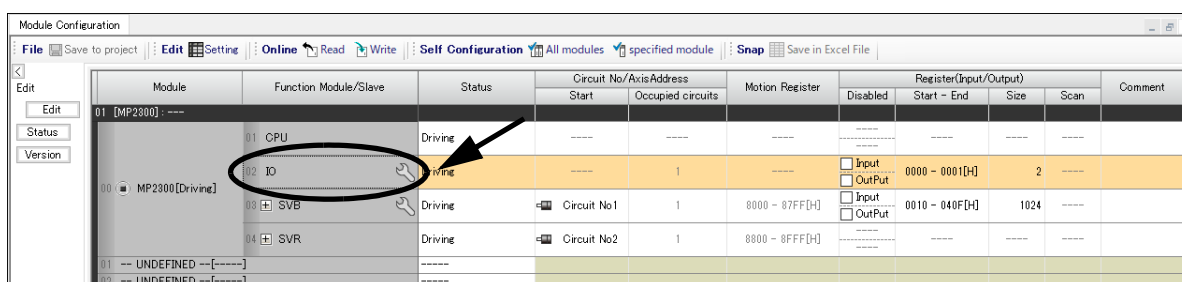 Module Configuration
File Save to project Edit Setting Online Read Write Self Configuration All modules specified module Snap Save in Excel File
Edit
Edit
Status
Version
Module Function Module/Slave Status Circuit No/AxisAddress Motion Register Register(Input/Output) Comment
Start Occupied circuits Disabled Start - End Size Scan
01 [MP2300] : ---
01 CPU Driving ---- ---- ---- ---- ---- ---- ----
----
00 MP2300[Driving]
02 IO Driving ---- 1 ---- Input 0000 - 0001[H] 2 ----
OutPut
03 SVB Driving Circuit No1 1 8000 - 87FF[H] Input 0010 - 040F[H] 1024 ----
OutPut
04 SVR Driving Circuit No2 1 8800 - 8FFF[H] ---- ---- ---- ----
----
01 -- UNDEFINED --[-----] -----
02 -- UNDEFINED --[-----] -----